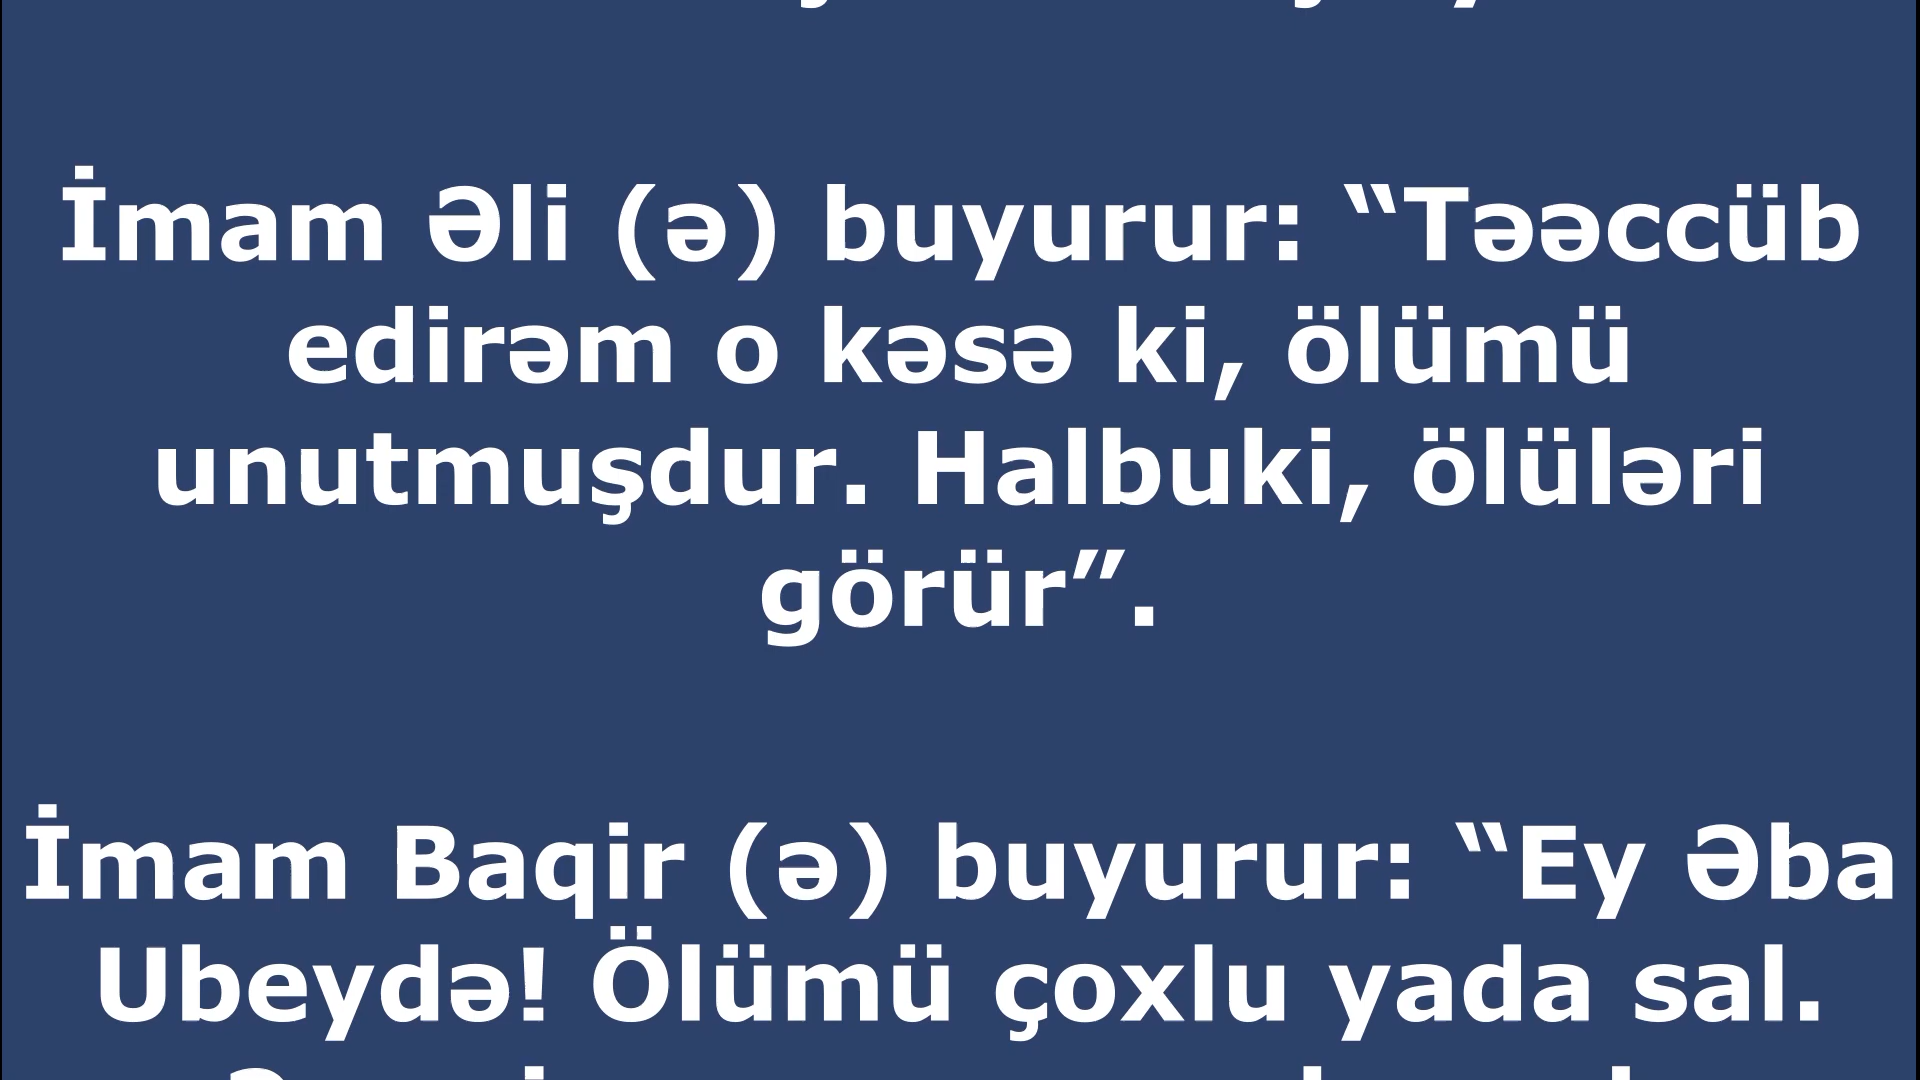 İmam Əli (ə) buyurur: “Təəccüb
edirəm o kəsə ki, ölümü
unutmuşdur. Halbuki, ölüləri
görür”.
İmam Baqir (ə) buyurur: “Ey Əba
Ubeydə! Ölümü çoxlu yada sal.